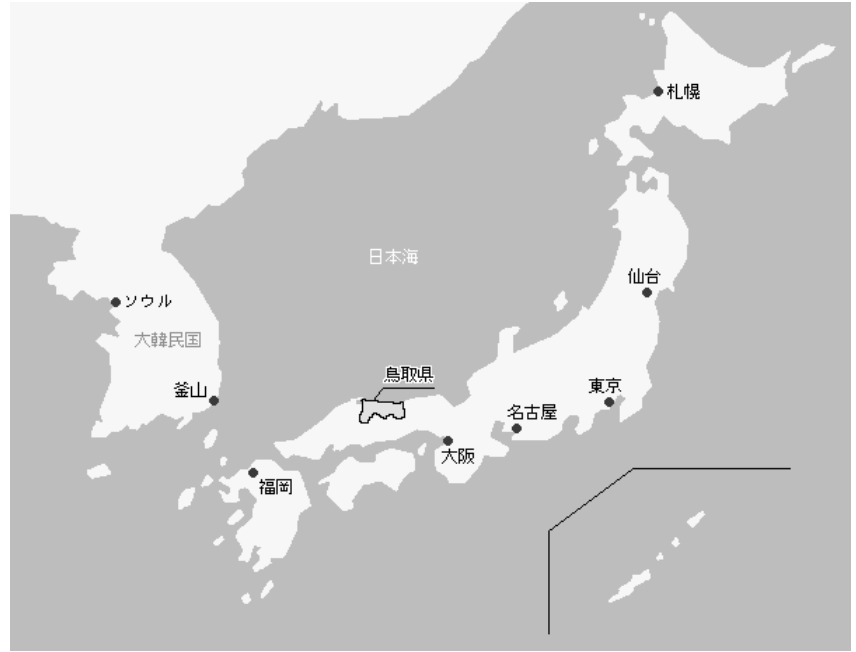 札幌
日本海
仙台
ソウル
大韓民国
鳥取県
釜山
東京
名古屋
大阪
福岡